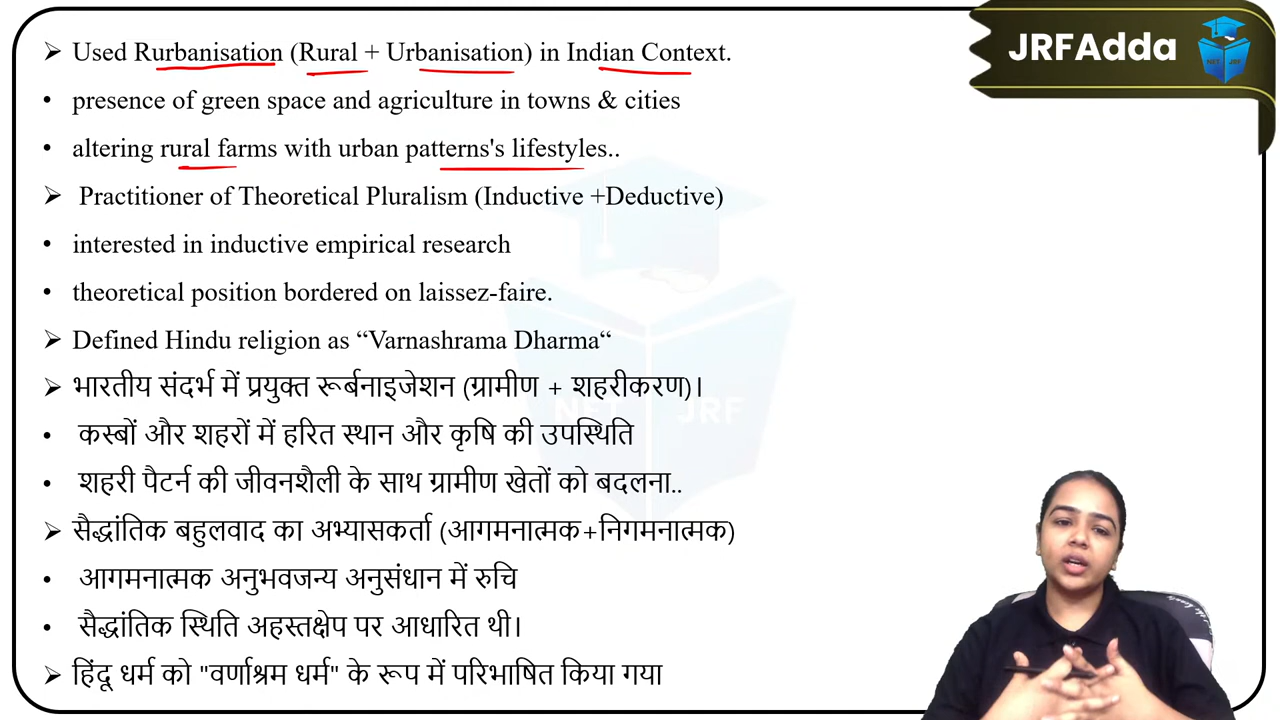 ➤ Used Rurbanisation (Rural + Urbanisation) in Indian Context.
• presence of green space and agriculture in towns & cities
• altering rural farms with urban patterns's lifestyles..
➤ Practitioner of Theoretical Pluralism (Inductive +Deductive)
• interested in inductive empirical research
• theoretical position bordered on laissez-faire.
➤ Defined Hindu religion as “Varnashrama Dharma“
➤ भारतीय संदर्भ में प्रयुक्त रूर्बनाइजेशन (ग्रामीण + शहरीकरण)।
• कस्बों और शहरों में हरित स्थान और कृषि की उपस्थिति
• शहरी पैटर्न की जीवनशैली के साथ ग्रामीण खेतों को बदलना..
➤ सैद्धांतिक बहुलवाद का अभ्यासकर्ता (आगमनात्मक+निगमनात्मक)
• आगमनात्मक अनुभवजन्य अनुसंधान में रुचि
• सैद्धांतिक स्थिति अहस्तक्षेप पर आधारित थी।
➤ हिंदू धर्म को "वर्णाश्रम धर्म" के रूप में परिभाषित किया गया
JRFAdda
NET JRF
NET JRF